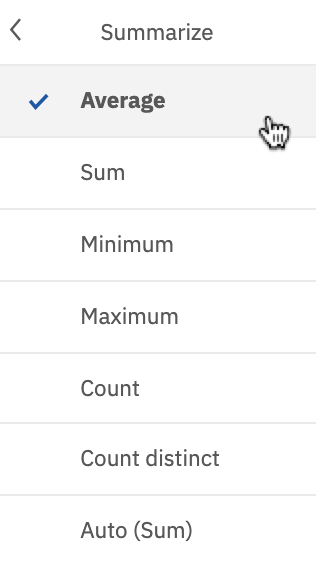 Summarize
Average
Sum
Minimum
Maximum
Count
Count distinct
Auto (Sum)